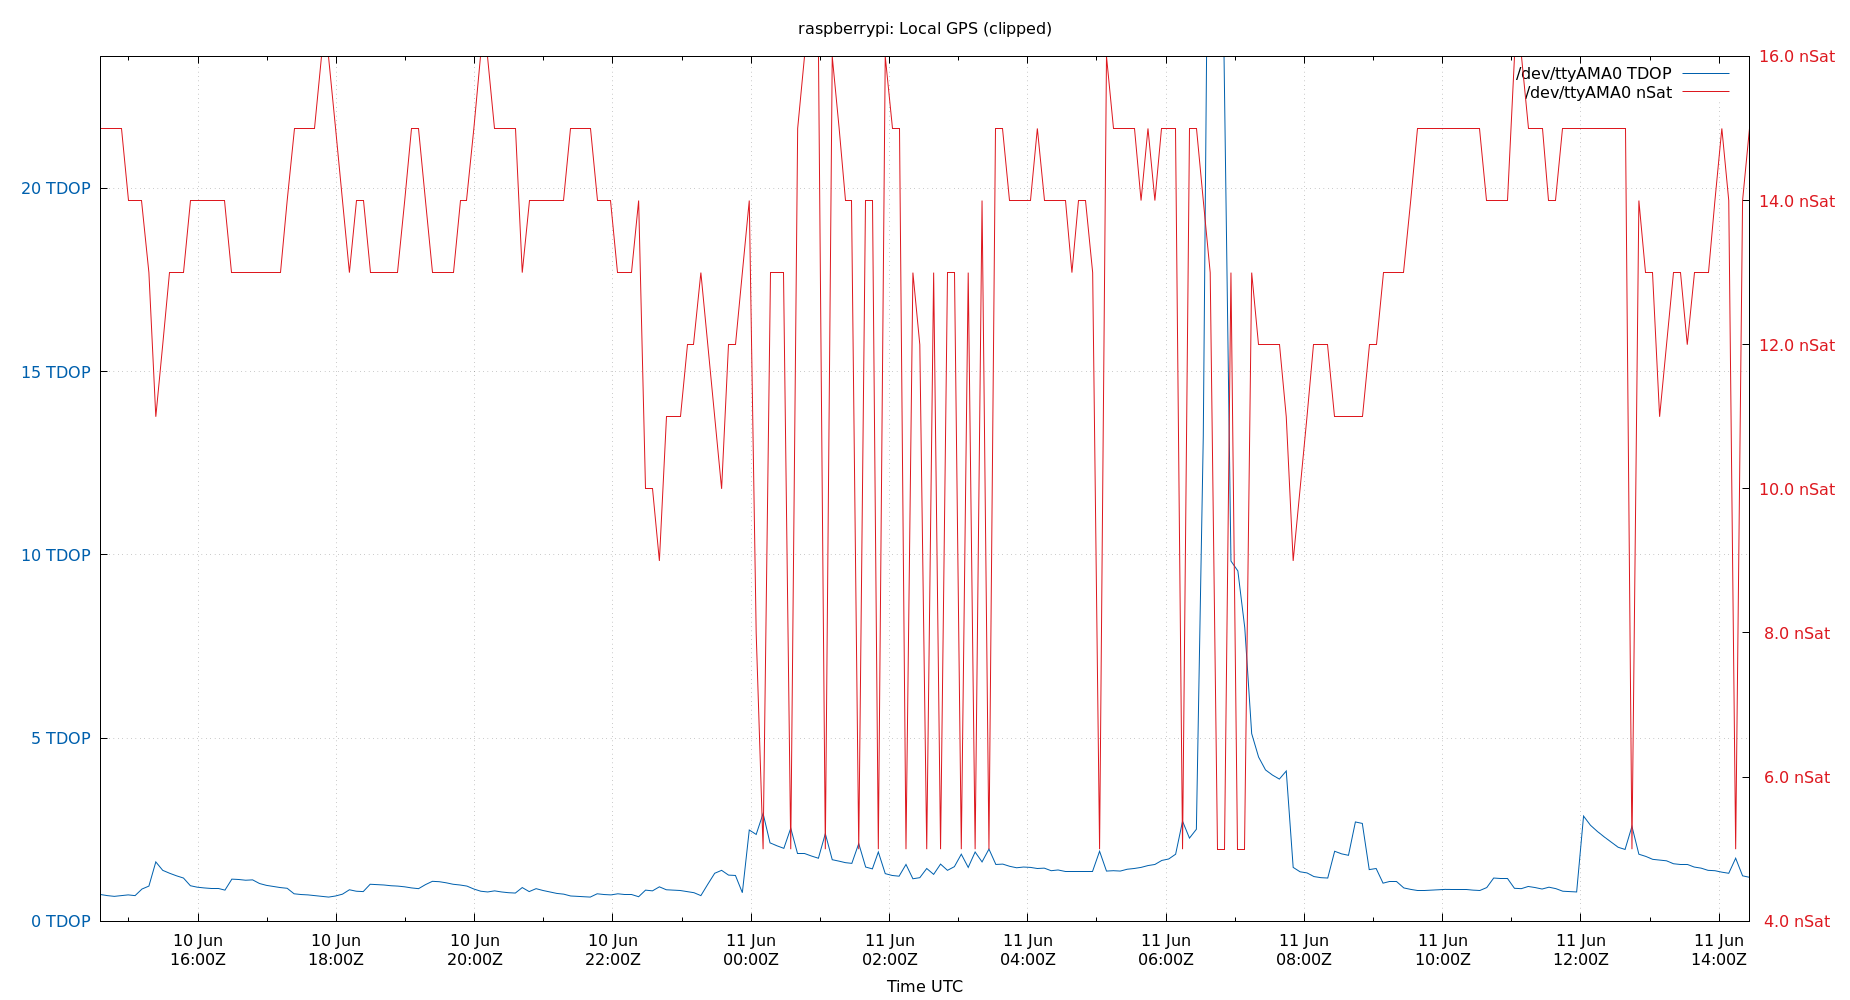 raspberrypi: Local GPS (clipped)
16.0 nSat
/dev/ttyAMA0 TDOP
/dev/ttyAMA0 nSat
20 TDOP
14.0 nSat
15 TDOP
12.0 nSat
10 TDOP
10.0 nSat
8.0 nSat
5 TDOP
6.0 nSat
0 TDOP
4.0 nSat
10 Jun 10 Jun 10 Jun 10 Jun 11 Jun 11 Jun 11 Jun 11 Jun 11 Jun 11 Jun 11 Jun 11 Jun
16:00Z 18:00Z 20:00Z 22:00Z 00:00Z 02:00Z 04:00Z 06:00Z 08:00Z 10:00Z 12:00Z 14:00Z
Time UTC